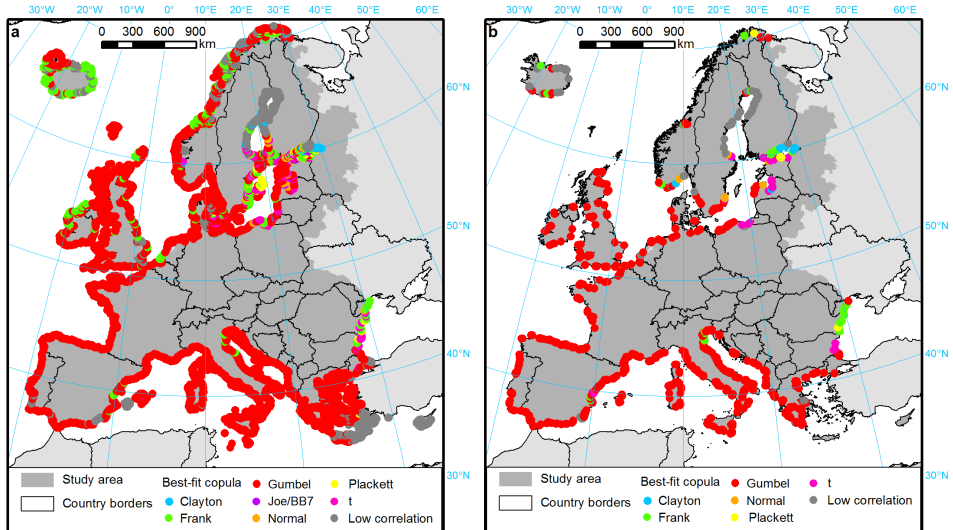 30°W 20°W 10°W 0° 10°E 20°E 30°E 40°E 50°E 60°E
a
0 300 600 900
km
60°N
50°N
40°N
30°N
Study area
Country borders
Best-fit copula
Clayton
Frank
Gumbel
Joe/BB7
Normal
Plackett
t
Low correlation
30°W 20°W 10°W 0° 10°E 20°E 30°E 40°E 50°E 60°E
b
0 300 600 900
km
60°N
50°N
40°N
30°N
Study area
Country borders
Best-fit copula
Clayton
Frank
Gumbel
Normal
Plackett
t
Low correlation